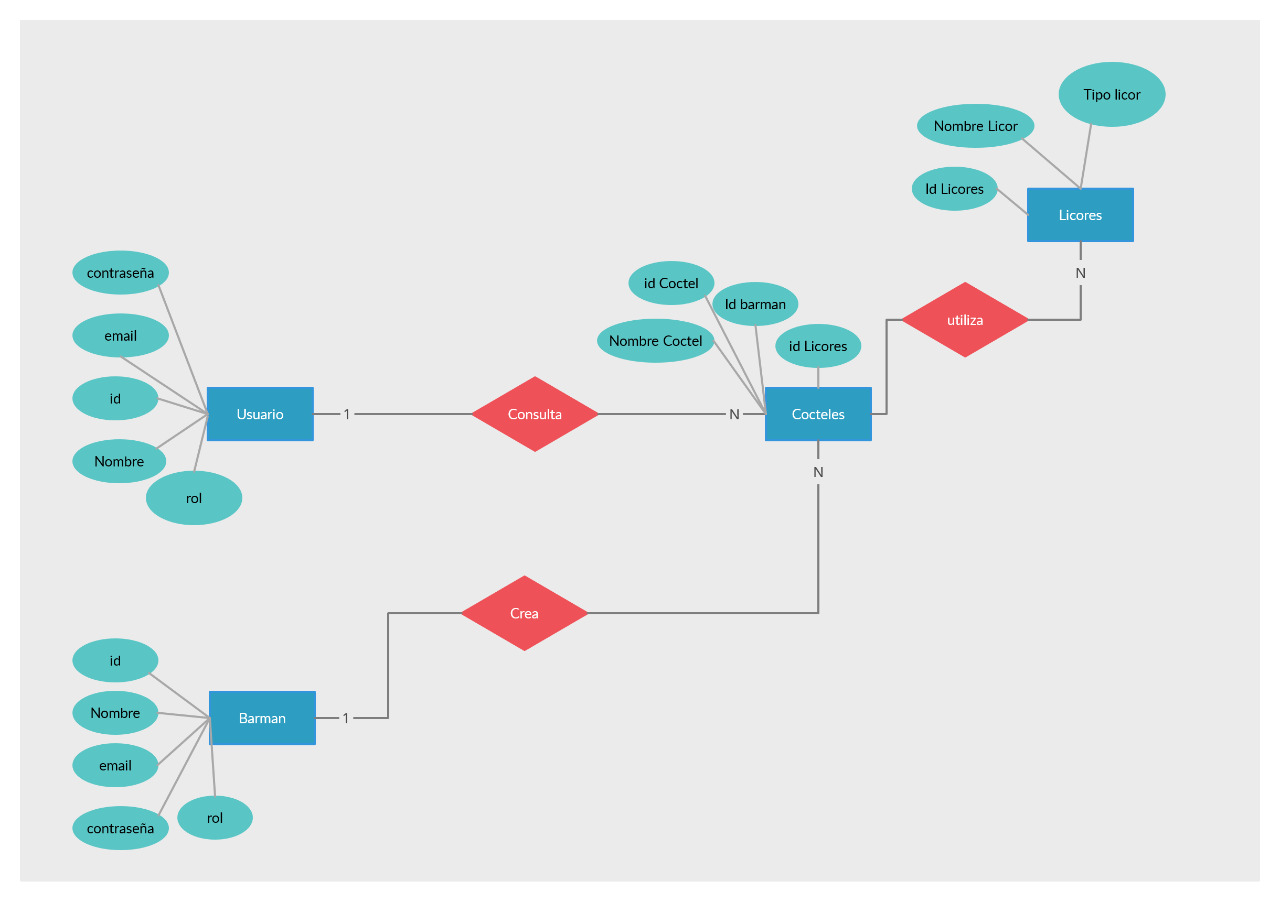 Tipo licor
Nombre Licor
Id Licores
Licores
N
contraseña
email
id
Nombre
rol
Usuario
1
Consulta
N
id Coctel
Id barman
Nombre Coctel
id Licores
Cocteles
utiliza
N
Crea
id
Nombre
email
contraseña
rol
Barman
1